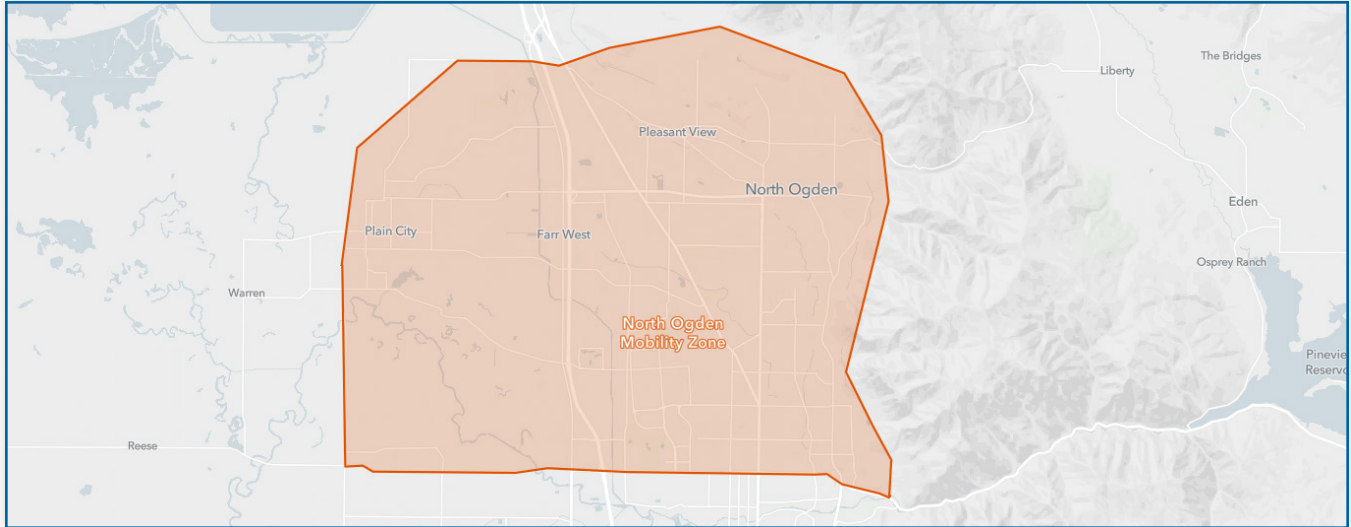 The Bridges
Liberty
Pleasant View
North Ogden
Eden
Plain City
Farr West
Osprey Ranch
Warren
North Ogden
Mobility Zone
Pinevie
Reservo
Reese